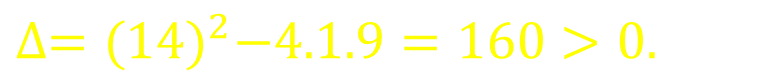 Δ= (14)²−4.1.9 = 160 > 0.